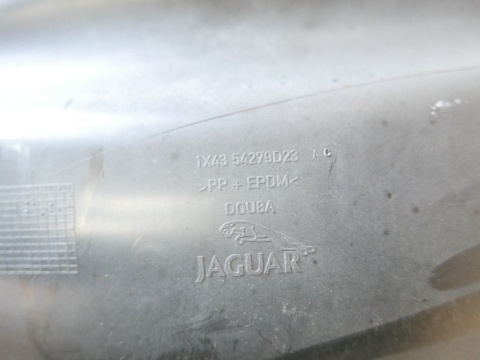 1X43 54279D23 AC
>PP + EPDM<
DOU8A
JAGUAR